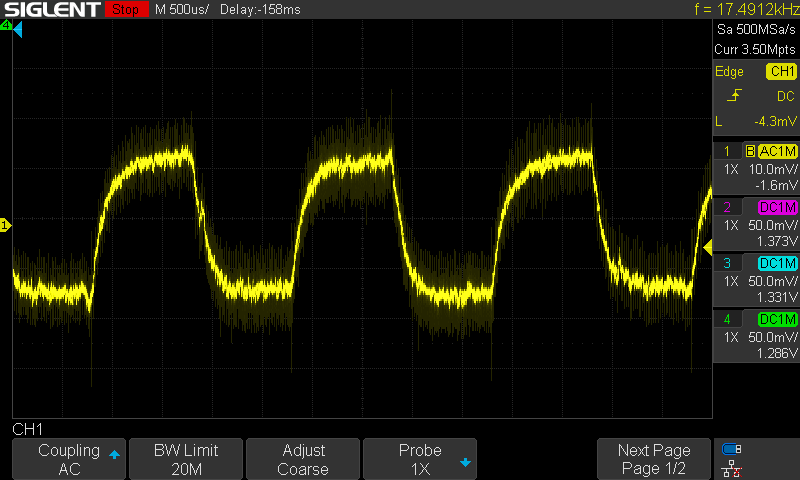 SIGLENT Stop M 500us/ Delay:-158ms f = 17.4912kHz
4
Sa 500MSa/s
Curr 3.50Mpts
Edge CH1
DC
L -4.3mV
1 B AC1M
1X 10.0mV/
-1.6mV
2 DC1M
1X 50.0mV/
1.373V
1
3 DC1M
1X 50.0mV/
1.331V
4 DC1M
1X 50.0mV/
1.286V
CH1
Coupling
AC
BW Limit
20M
Adjust
Coarse
Probe
1X
Next Page
Page 1/2